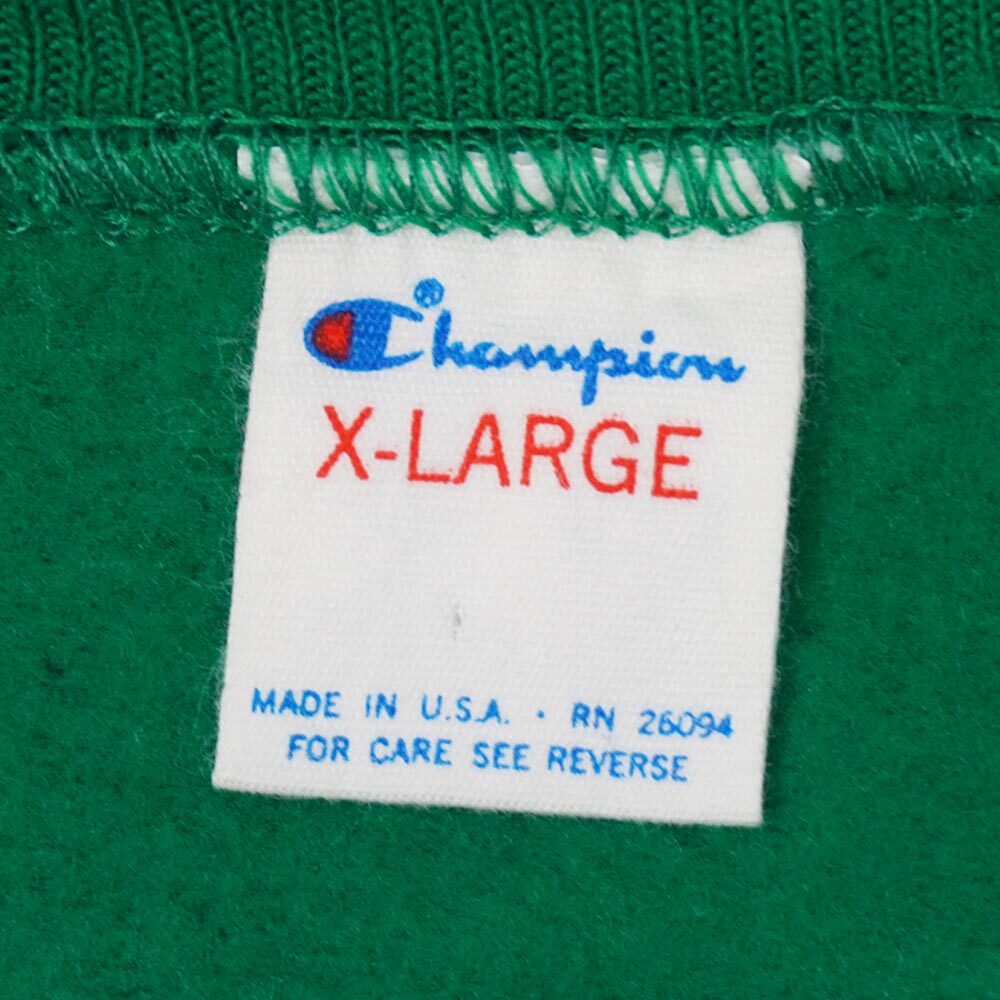 Champion®
X-LARGE
MADE IN U.S.A. · RN 26094
FOR CARE SEE REVERSE